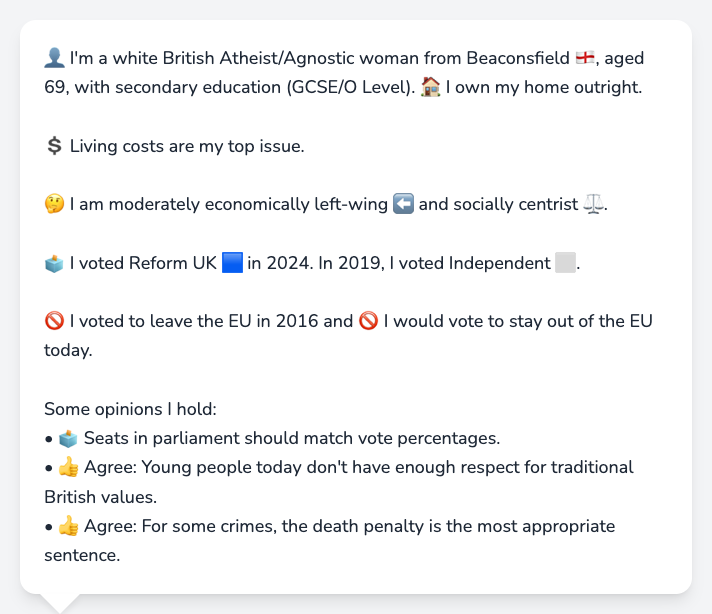 👤 I'm a white British Atheist/Agnostic woman from Beaconsfield 🏴󠁧󠁢󠁥󠁮󠁧󠁿, aged
69, with secondary education (GCSE/O Level). 🏠 I own my home outright.
💲 Living costs are my top issue.
🤔 I am moderately economically left-wing ⬅️ and socially centrist ⚖️.
🗳️ I voted Reform UK 🟦 in 2024. In 2019, I voted Independent ⬜.
🚫 I voted to leave the EU in 2016 and 🚫 I would vote to stay out of the EU
today.
Some opinions I hold:
• 🗳️ Seats in parliament should match vote percentages.
• 👍 Agree: Young people today don't have enough respect for traditional
British values.
• 👍 Agree: For some crimes, the death penalty is the most appropriate
sentence.